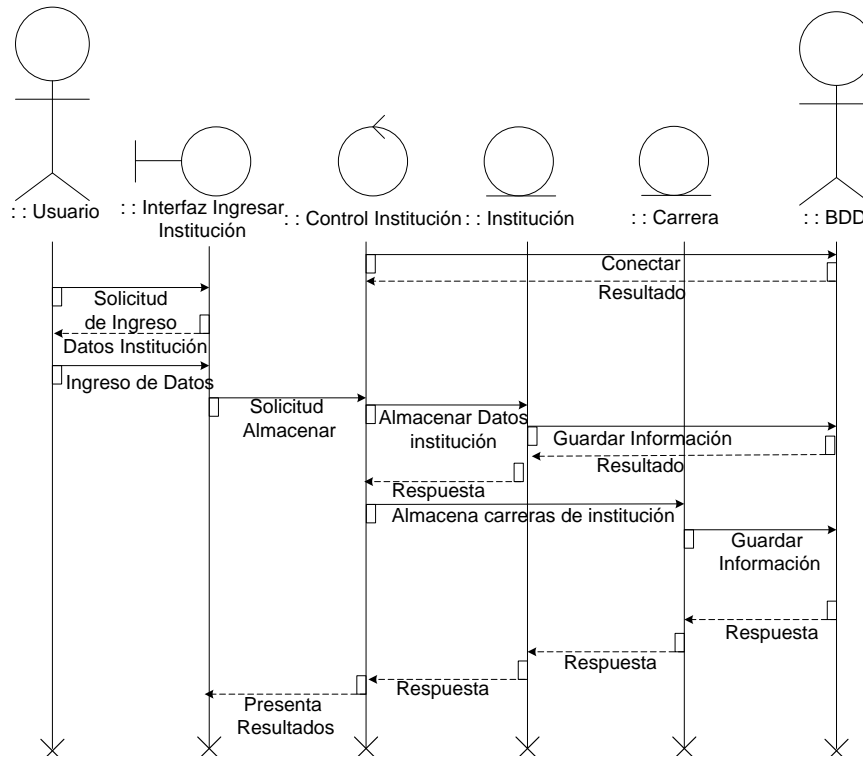 : : Usuario
: : Interfaz Ingresar
Institución
: : Control Institución
: : Institución
: : Carrera
: : BDD
Conectar
Resultado
Solicitud
de Ingreso
Datos Institución
Ingreso de Datos
Solicitud
Almacenar
Almacenar Datos
institución
Guardar Información
Resultado
Respuesta
Almacena carreras de institución
Guardar
Información
Respuesta
Respuesta
Respuesta
Presenta
Resultados